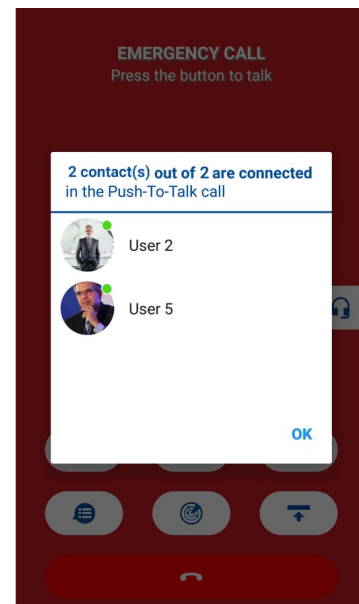 EMERGENCY CALL
Press the button to talk
2 contact(s) out of 2 are connected
in the Push-To-Talk call
User 2
User 5
OK